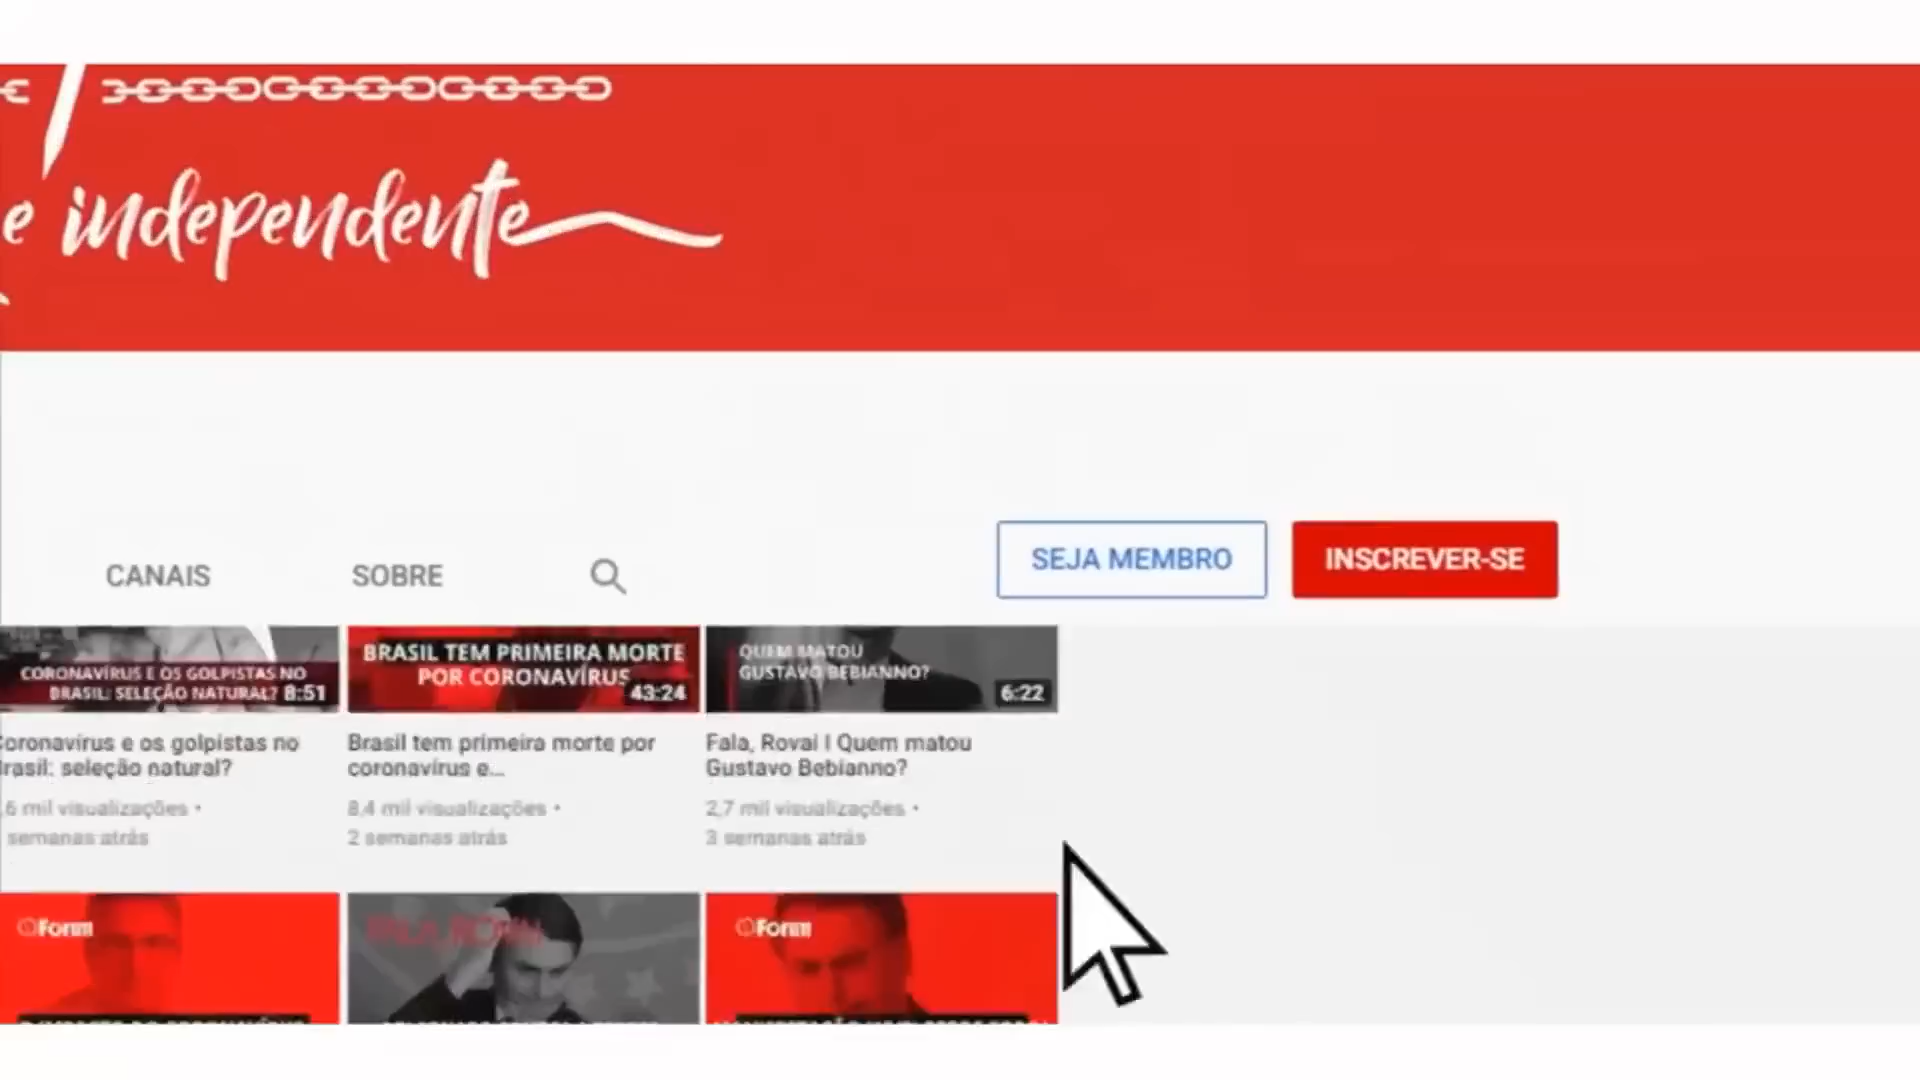 e independente
SEJA MEMBRO
INSCREVER-SE
CANAIS
SOBRE
CORONAVÍRUS E OS GOLPISTAS NO
BRASIL: SELEÇÃO NATURAL? 8:51
BRASIL TEM PRIMEIRA MORTE
POR CORONAVÍRUS
43:24
QUEM MATOU
GUSTAVO BEBIANNO?
6:22
oronavírus e os golpistas no
rasil: seleção natural?
,6 mil visualizações •
semanas atrás
Brasil tem primeira morte por
coronavírus e...
8,4 mil visualizações •
2 semanas atrás
Fala, Rovai I Quem matou
Gustavo Bebianno?
2,7 mil visualizações •
3 semanas atrás
Forum
FALA, ROVAI
Forum